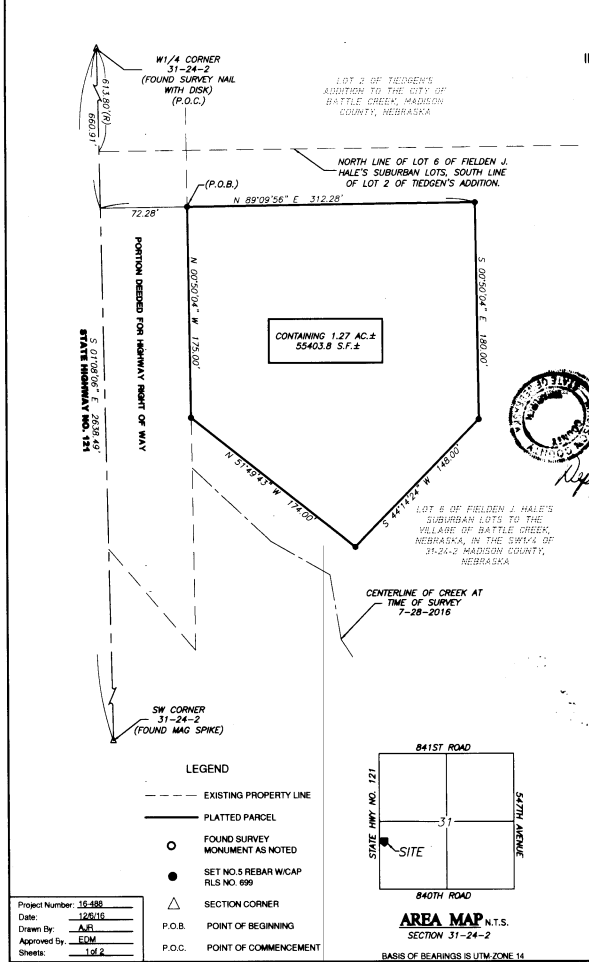 W1/4 CORNER
31-24-2
(FOUND SURVEY NAIL
WITH DISK)
(P.O.C.)
613.80'(R)
660.91'
LOT 2 OF TIEDGEN'S
ADDITION TO THE CITY OF
BATTLE CREEK, MADISON
COUNTY, NEBRASKA
NORTH LINE OF LOT 6 OF FIELDEN J.
HALE'S SUBURBAN LOTS, SOUTH LINE
OF LOT 2 OF TIEDGEN'S ADDITION.
(P.O.B.)
N 89°09'56" E 312.28'
72.28'
PORTION DEEDED FOR HIGHWAY RIGHT OF WAY
N 00°50'04" W 175.00'
S 00°50'04" E 180.00'
CONTAINING 1.27 AC.±
55403.8 S.F.±
S 01°08'06" E 2638.49'
STATE HIGHWAY NO. 121
N 51°49'43" W 174.00'
S 44°14'24" W 148.00'
LOT 6 OF FIELDEN J. HALE'S
SUBURBAN LOTS TO THE
VILLAGE OF BATTLE CREEK,
NEBRASKA, IN THE SW1/4 OF
31-24-2 MADISON COUNTY,
NEBRASKA
CENTERLINE OF CREEK AT
TIME OF SURVEY
7-28-2016
SW CORNER
31-24-2
(FOUND MAG SPIKE)
LEGEND
EXISTING PROPERTY LINE
PLATTED PARCEL
FOUND SURVEY
MONUMENT AS NOTED
SET NO.5 REBAR W/CAP
RLS NO. 699
SECTION CORNER
P.O.B. POINT OF BEGINNING
P.O.C. POINT OF COMMENCEMENT
841ST ROAD
STATE HWY NO. 121
547TH AVENUE
31
SITE
840TH ROAD
AREA MAP N.T.S.
SECTION 31-24-2
BASIS OF BEARINGS IS UTM-ZONE 14
Project Number: 16-488
Date: 12/6/16
Drawn By: AJR
Approved By. EDM
Sheets: 1 of 2